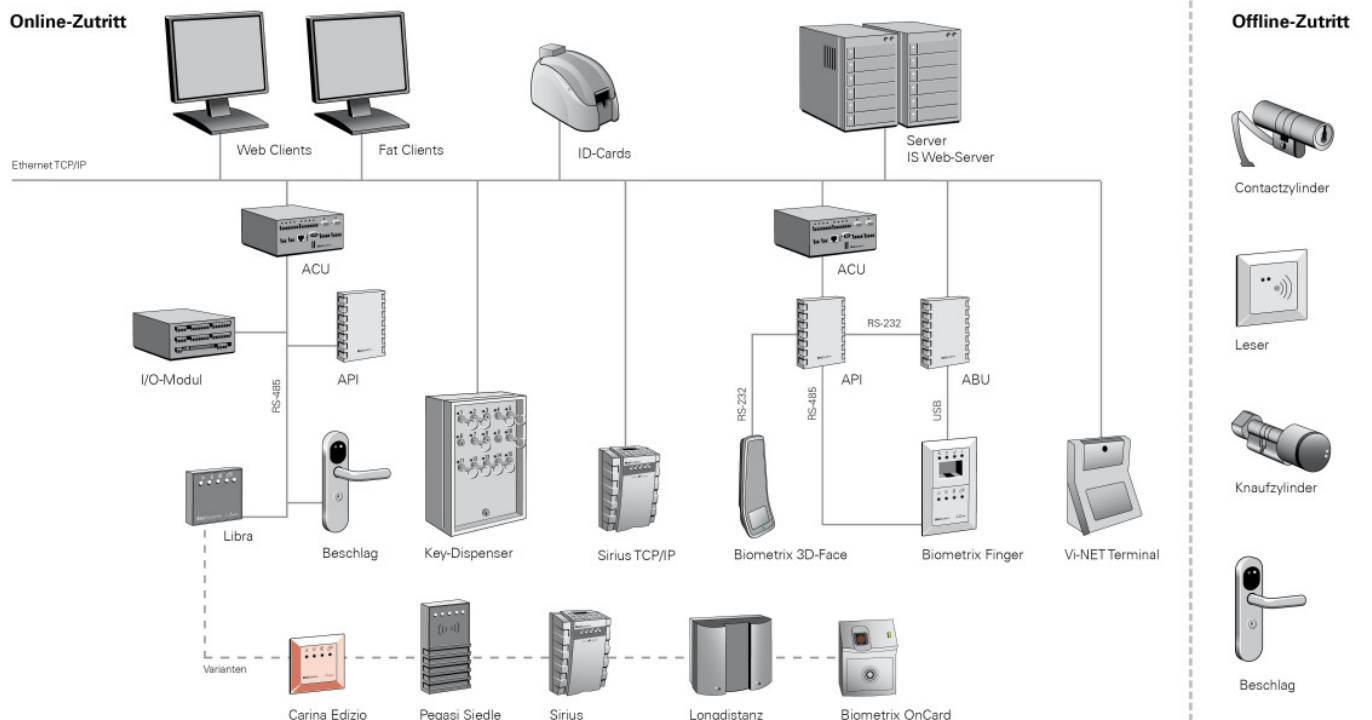 Online-Zutritt
Offline-Zutritt
Web Clients
Fat Clients
ID-Cards
Server
IS Web-Server
Ethernet TCP/IP
Contactzylinder
ACU
ACU
RS-232
I/O-Modul
API
API
ABU
Leser
RS-485
RS-232
RS-485
USB
Knaufzylinder
Libra
Beschlag
Key-Dispenser
Sirius TCP/IP
Biometrix 3D-Face
Biometrix Finger
Vi-NET Terminal
Varianten
Beschlag
Carina Edizio
Pegasi Siedle
Sirius
Longdistanz
Biometrix OnCard